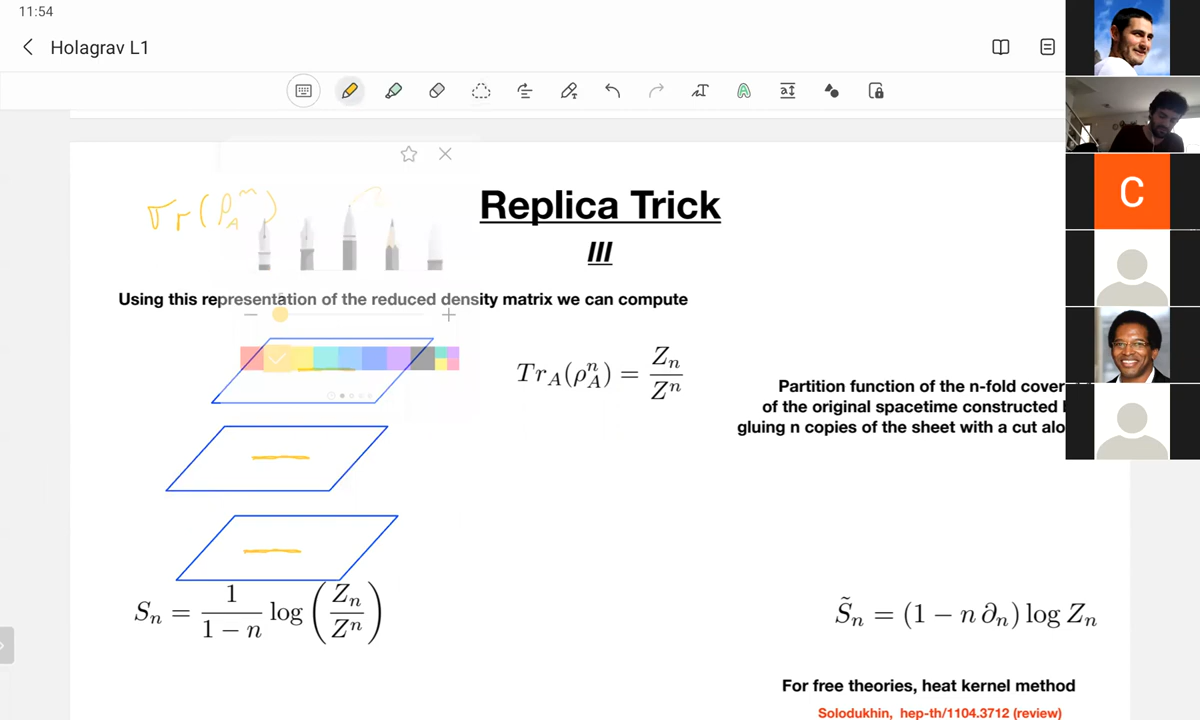 11:54
Holagrav L1
C
Tr(ρ_A^n)
Replica Trick
III
Using this representation of the reduced density matrix we can compute
Tr_A(ρ_A^n) = Z_n / Z^n
Partition function of the n-fold cover
of the original spacetime constructed
gluing n copies of the sheet with a cut alo
S_n = 1/(1 − n) log (Z_n / Z^n)
S̃_n = (1 − n ∂_n) log Z_n
For free theories, heat kernel method
Solodukhin, hep-th/1104.3712 (review)